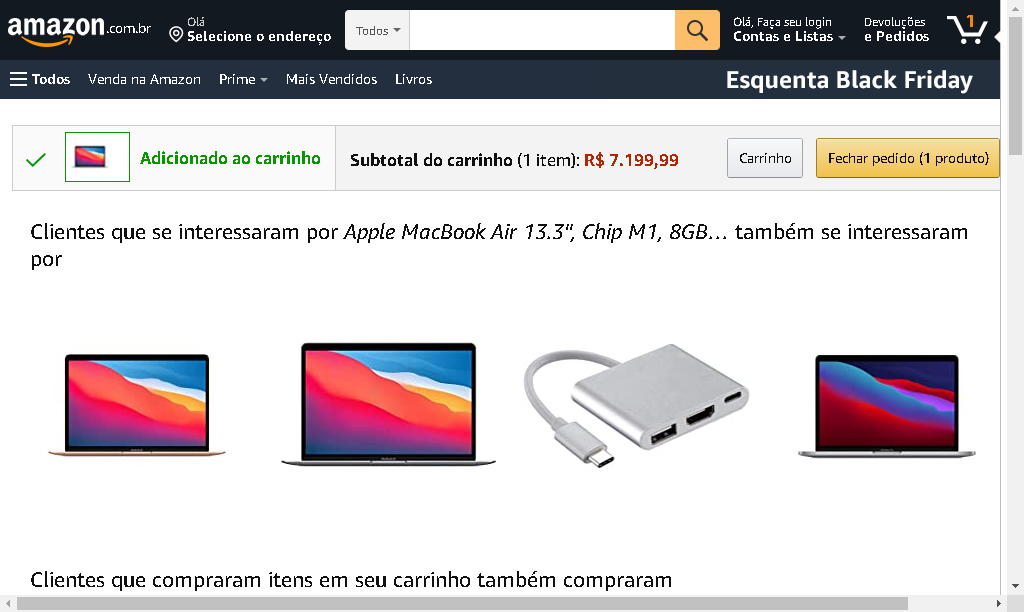 amazon.com.br
Olá
Selecione o endereço
Todos
Olá, Faça seu login
Contas e Listas
Devoluções
e Pedidos
1
Todos
Venda na Amazon
Prime
Mais Vendidos
Livros
Esquenta Black Friday
Adicionado ao carrinho
Subtotal do carrinho (1 item): R$ 7.199,99
Carrinho
Fechar pedido (1 produto)
Clientes que se interessaram por Apple MacBook Air 13.3", Chip M1, 8GB… também se interessaram
por
Clientes que compraram itens em seu carrinho também compraram